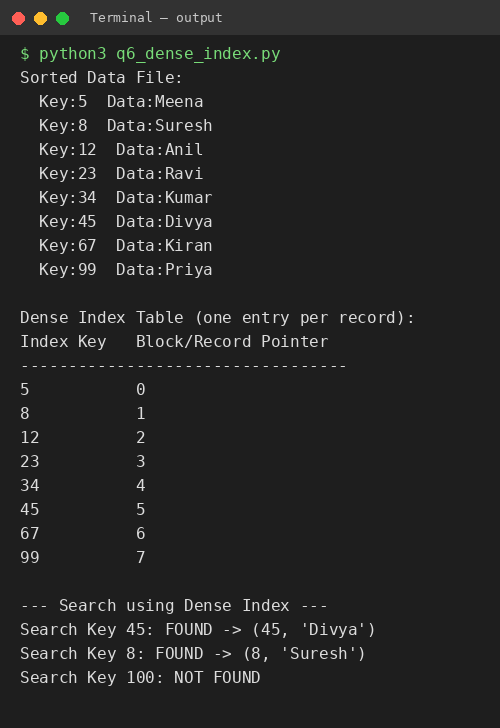 Terminal — output
$ python3 q6_dense_index.py
Sorted Data File:
  Key:5  Data:Meena
  Key:8  Data:Suresh
  Key:12  Data:Anil
  Key:23  Data:Ravi
  Key:34  Data:Kumar
  Key:45  Data:Divya
  Key:67  Data:Kiran
  Key:99  Data:Priya

Dense Index Table (one entry per record):
Index Key   Block/Record Pointer
----------------------------------
5           0
8           1
12          2
23          3
34          4
45          5
67          6
99          7

--- Search using Dense Index ---
Search Key 45: FOUND -> (45, 'Divya')
Search Key 8: FOUND -> (8, 'Suresh')
Search Key 100: NOT FOUND